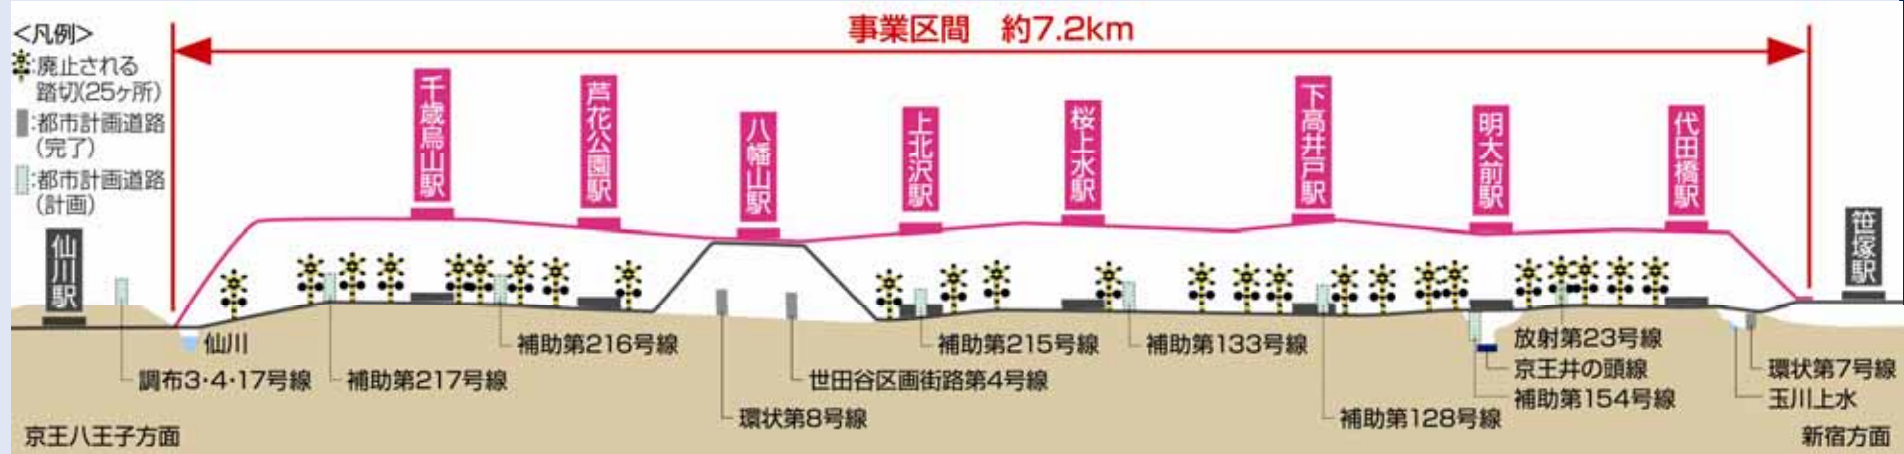 事業区間 約7.2km
<凡例>
:廃止される
踏切(25ヶ所)
:都市計画道路
(完了)
:都市計画道路
(計画)
仙川駅
千歳烏山駅
芦花公園駅
八幡山駅
上北沢駅
桜上水駅
下高井戸駅
明大前駅
代田橋駅
笹塚駅
仙川
補助第216号線
補助第215号線
補助第133号線
放射第23号線
調布3・4・17号線
補助第217号線
世田谷区画街路第4号線
京王井の頭線
環状第7号線
環状第8号線
補助第128号線
補助第154号線
玉川上水
京王八王子方面
新宿方面